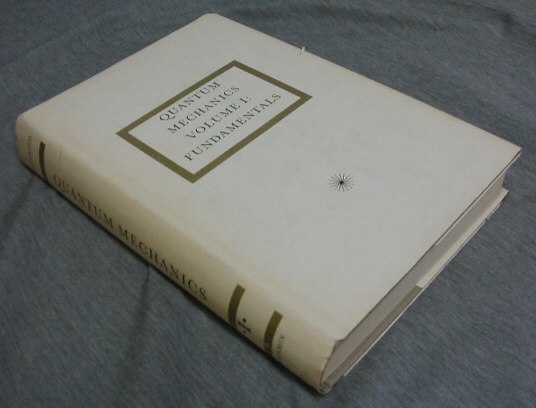 QUANTUM
MECHANICS
VOLUME I:
FUNDAMENTALS
QUANTUM MECHANICS
·I·